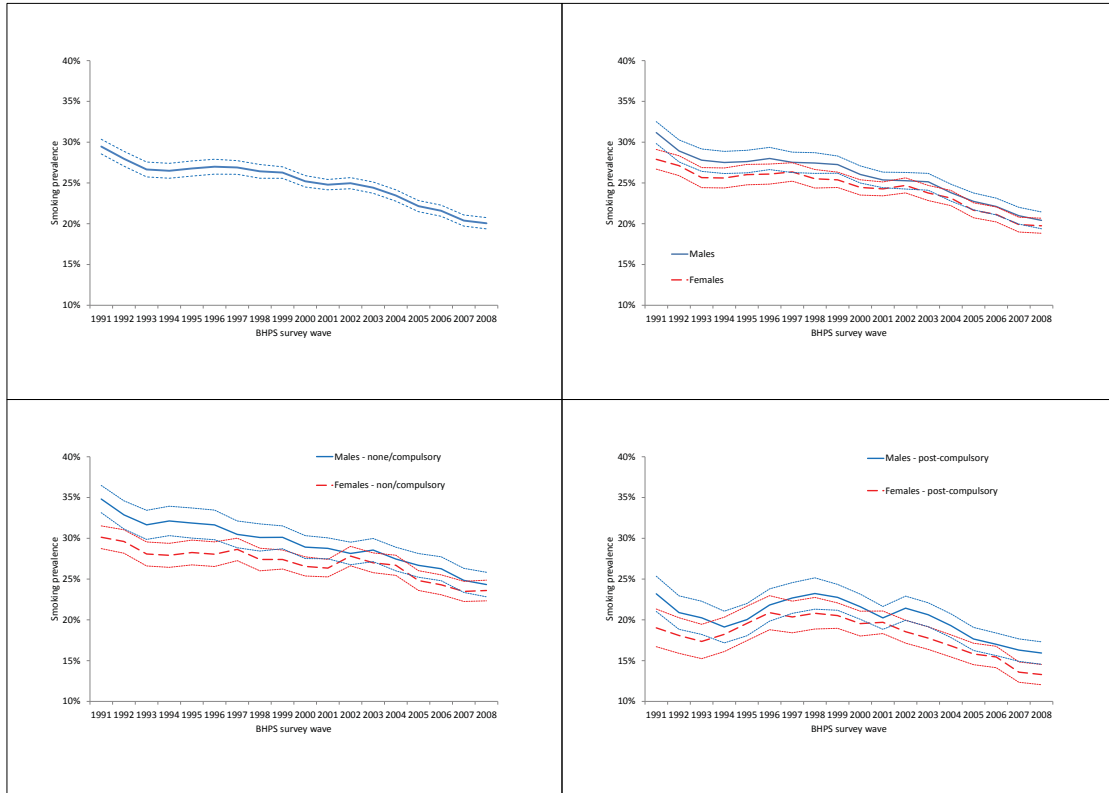 40%
35%
30%
25%
20%
15%
10%
Smoking prevalence
1991 1992 1993 1994 1995 1996 1997 1998 1999 2000 2001 2002 2003 2004 2005 2006 2007 2008
BHPS survey wave
40%
35%
30%
25%
20%
15%
10%
Smoking prevalence
Males
Females
1991 1992 1993 1994 1995 1996 1997 1998 1999 2000 2001 2002 2003 2004 2005 2006 2007 2008
BHPS survey wave
40%
35%
30%
25%
20%
15%
10%
Smoking prevalence
Males - none/compulsory
Females - non/compulsory
1991 1992 1993 1994 1995 1996 1997 1998 1999 2000 2001 2002 2003 2004 2005 2006 2007 2008
BHPS survey wave
40%
35%
30%
25%
20%
15%
10%
Smoking prevalence
Males - post-compulsory
Females - post-compulsory
1991 1992 1993 1994 1995 1996 1997 1998 1999 2000 2001 2002 2003 2004 2005 2006 2007 2008
BHPS survey wave